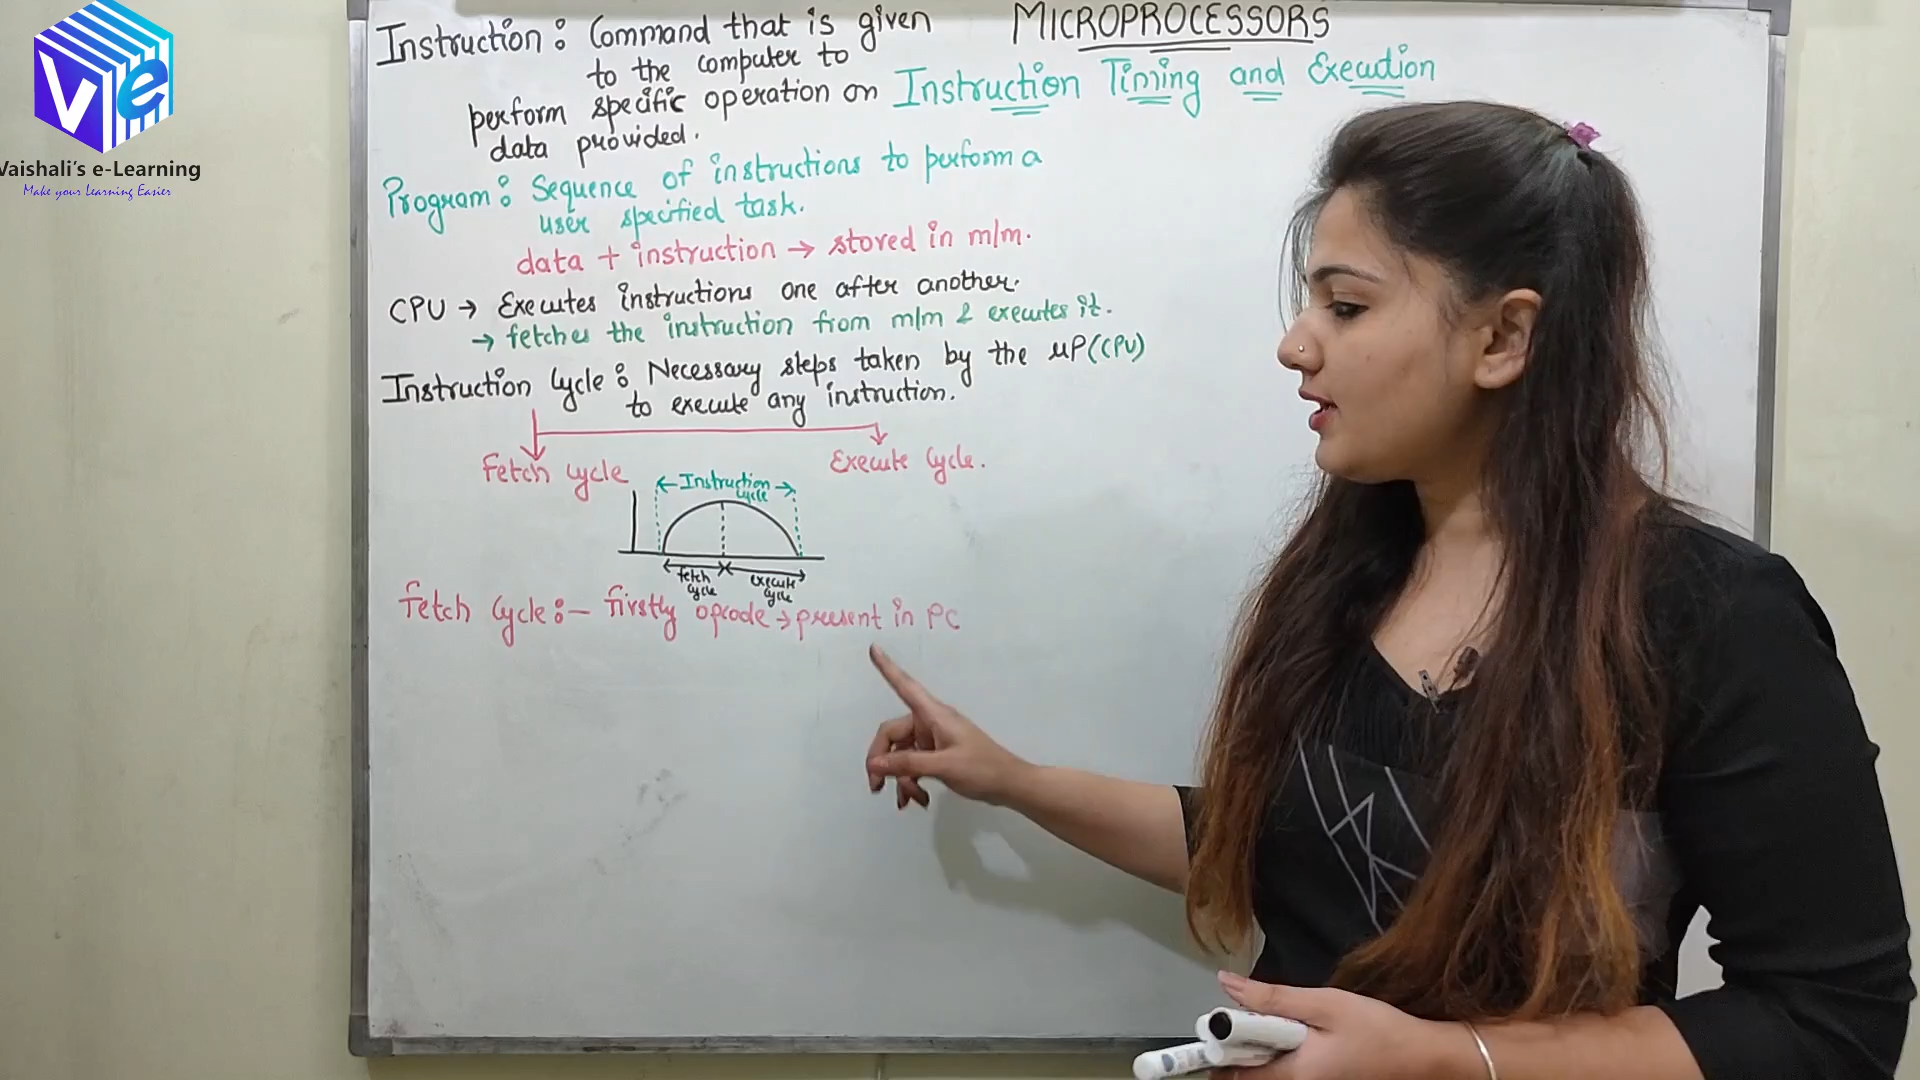 Ve
Vaishali's e-Learning
Make your Learning Easier
MICROPROCESSORS
Instruction Timing and Execution
Instruction : Command that is given
to the computer to
perform specific operation on
data provided.
Program : Sequence of instructions to perform a
user specified task.
data + instruction → stored in m/m.
CPU → Executes instructions one after another.
→ fetches the instruction from m/m & executes it.
Instruction Cycle : Necessary steps taken by the μP(CPU)
to execute any instruction.
Fetch Cycle
Execute Cycle.
← Instruction →
Cycle
fetch
cycle
execute
cycle
Fetch Cycle :- firstly opcode → present in PC